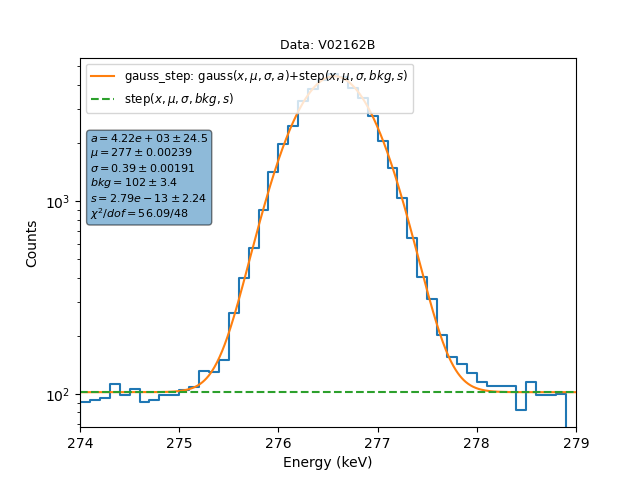 Data: V02162B
gauss_step: gauss(x, μ, σ, a)+step(x, μ, σ, bkg, s)
step(x, μ, σ, bkg, s)
a = 4.22e + 03 ± 24.5
μ = 277 ± 0.00239
σ = 0.39 ± 0.00191
bkg = 102 ± 3.4
s = 2.79e − 13 ± 2.24
χ²/dof = 56.09/48
10³
10²
Counts
274 275 276 277 278 279
Energy (keV)